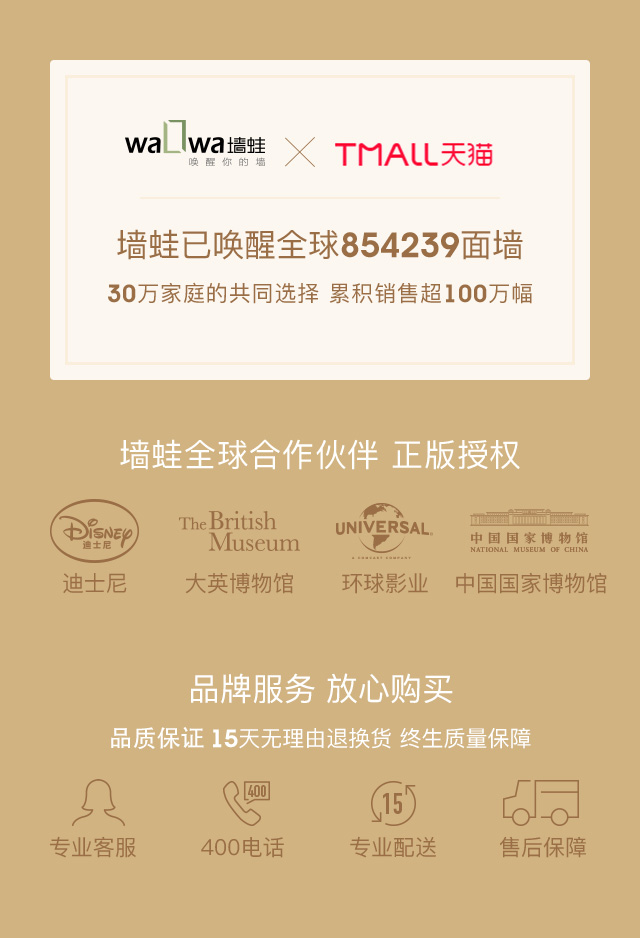 walwa墙蛙 TMALL天猫
唤醒你的墙
墙蛙已唤醒全球854239面墙
30万家庭的共同选择 累积销售超100万幅
墙蛙全球合作伙伴 正版授权
Disney 迪士尼
The British Museum
UNIVERSAL
A COMCAST COMPANY
中国国家博物馆
NATIONAL MUSEUM OF CHINA
迪士尼 大英博物馆 环球影业 中国国家博物馆
品牌服务 放心购买
品质保证 15天无理由退换货 终生质量保障
400
15
专业客服 400电话 专业配送 售后保障